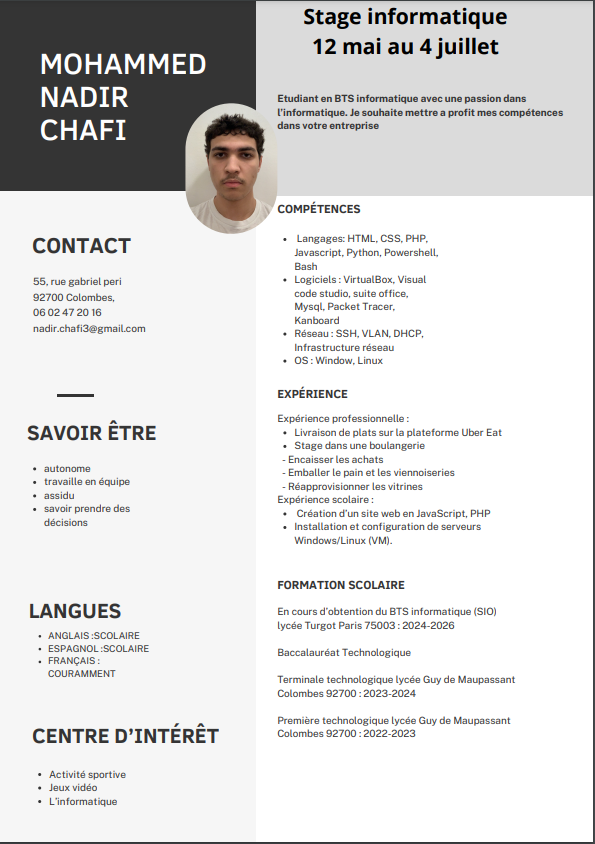 MOHAMMED
NADIR
CHAFI
Stage informatique
12 mai au 4 juillet
Etudiant en BTS informatique avec une passion dans
l'informatique. Je souhaite mettre a profit mes compétences
dans votre entreprise
CONTACT
55, rue gabriel peri
92700 Colombes,
06 02 47 20 16
nadir.chafi3@gmail.com
SAVOIR ÊTRE
• autonome
• travaille en équipe
• assidu
• savoir prendre des
décisions
LANGUES
• ANGLAIS :SCOLAIRE
• ESPAGNOL :SCOLAIRE
• FRANÇAIS :
COURAMMENT
CENTRE D'INTÉRÊT
• Activité sportive
• Jeux vidéo
• L'informatique
COMPÉTENCES
• Langages: HTML, CSS, PHP,
Javascript, Python, Powershell,
Bash
• Logiciels : VirtualBox, Visual
code studio, suite office,
Mysql, Packet Tracer,
Kanboard
• Réseau : SSH, VLAN, DHCP,
Infrastructure réseau
• OS : Window, Linux
EXPÉRIENCE
Expérience professionnelle :
• Livraison de plats sur la plateforme Uber Eat
• Stage dans une boulangerie
- Encaisser les achats
- Emballer le pain et les viennoiseries
- Réapprovisionner les vitrines
Expérience scolaire :
• Création d'un site web en JavaScript, PHP
• Installation et configuration de serveurs
Windows/Linux (VM).
FORMATION SCOLAIRE
En cours d'obtention du BTS informatique (SIO)
lycée Turgot Paris 75003 : 2024-2026
Baccalauréat Technologique
Terminale technologique lycée Guy de Maupassant
Colombes 92700 : 2023-2024
Première technologique lycée Guy de Maupassant
Colombes 92700 : 2022-2023